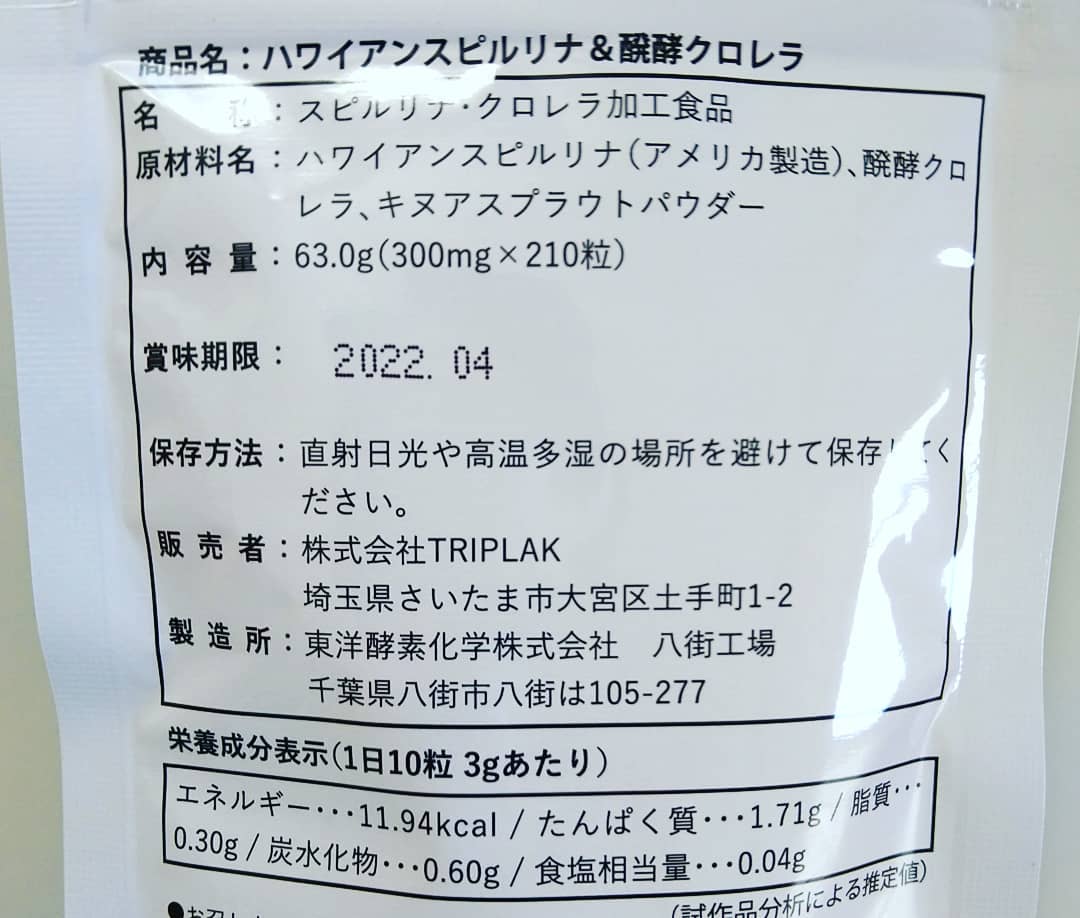 商品名：ハワイアンスピルリナ＆醗酵クロレラ
名　称：スピルリナ・クロレラ加工食品
原材料名：ハワイアンスピルリナ（アメリカ製造）、醗酵クロ
レラ、キヌアスプラウトパウダー
内容量：63.0g（300mg×210粒）
賞味期限：2022.04
保存方法：直射日光や高温多湿の場所を避けて保存してく
ださい。
販売者：株式会社TRIPLAK
埼玉県さいたま市大宮区土手町1-2
製造所：東洋酵素化学株式会社　八街工場
千葉県八街市八街は105-277
栄養成分表示（1日10粒 3gあたり）
エネルギー･･･11.94kcal / たんぱく質･･･1.71g / 脂質･･･
0.30g / 炭水化物･･･0.60g / 食塩相当量･･･0.04g
（試作品分析による推定値）